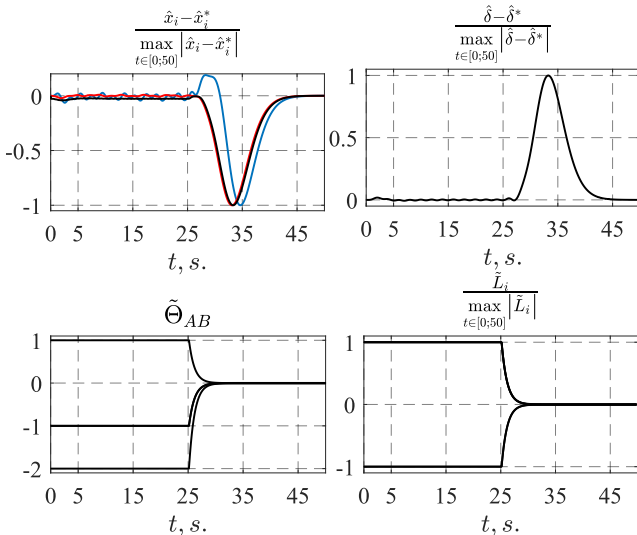 x̂ᵢ−x̂ᵢ*
max |x̂ᵢ−x̂ᵢ*|
t∈[0;50]
0
-0.5
-1
0 5 15 25 35 45
t, s.
δ̂−δ̂*
max |δ̂−δ̂*|
t∈[0;50]
1
0.5
0
0 5 15 25 35 45
t, s.
Θ̃_AB
1
0
-1
-2
0 5 15 25 35 45
t, s.
L̃ᵢ
max |L̃ᵢ|
t∈[0;50]
1
0
-1
0 5 15 25 35 45
t, s.